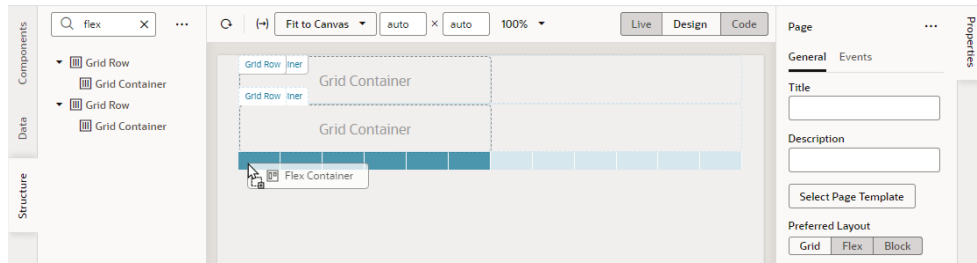 Components
Data
Structure
flex
Grid Row
Grid Container
Grid Row
Grid Container
Fit to Canvas
auto
×
auto
100%
Live
Design
Code
Grid Row
iner
Grid Container
Grid Row
iner
Grid Container
Flex Container
Page
General
Events
Title
Description
Select Page Template
Preferred Layout
Grid
Flex
Block
Properties